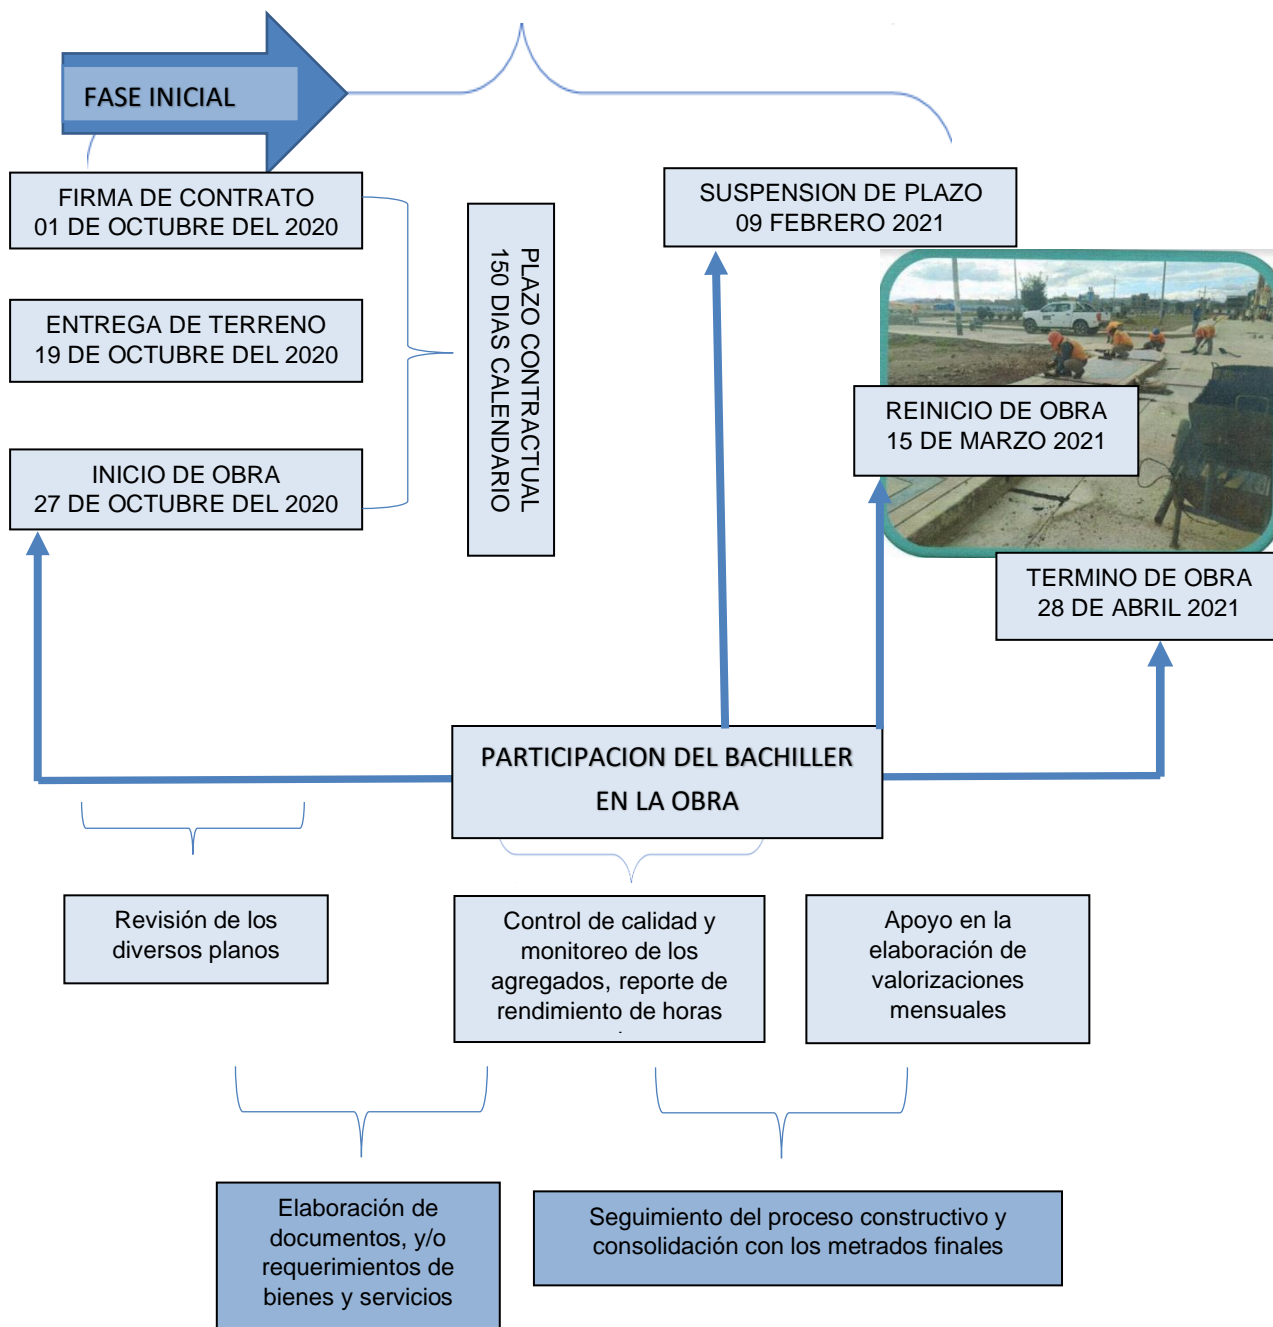 FASE INICIAL
FIRMA DE CONTRATO
01 DE OCTUBRE DEL 2020
ENTREGA DE TERRENO
19 DE OCTUBRE DEL 2020
INICIO DE OBRA
27 DE OCTUBRE DEL 2020
PLAZO CONTRACTUAL
150 DIAS CALENDARIO
SUSPENSION DE PLAZO
09 FEBRERO 2021
REINICIO DE OBRA
15 DE MARZO 2021
TERMINO DE OBRA
28 DE ABRIL 2021
PARTICIPACION DEL BACHILLER
EN LA OBRA
Revisión de los
diversos planos
Control de calidad y
monitoreo de los
agregados, reporte de
rendimiento de horas
Apoyo en la
elaboración de
valorizaciones
mensuales
Elaboración de
documentos, y/o
requerimientos de
bienes y servicios
Seguimiento del proceso constructivo y
consolidación con los metrados finales